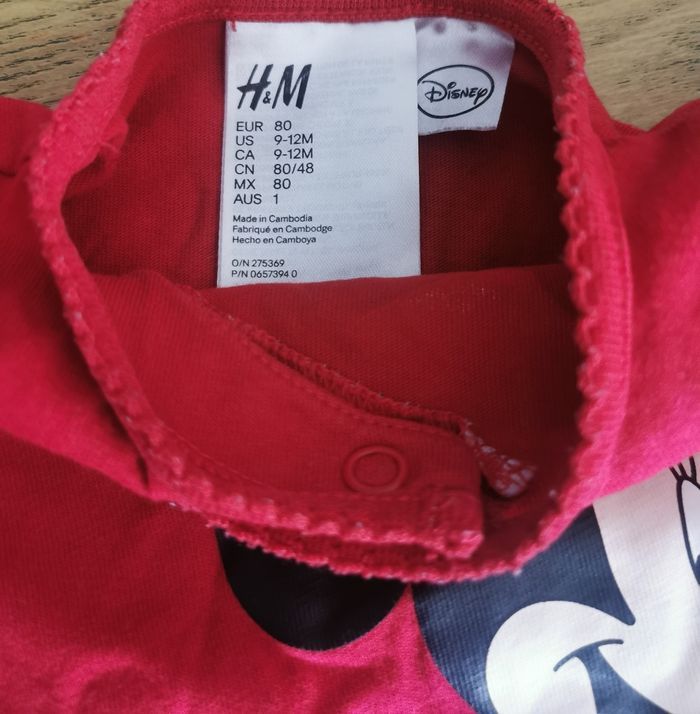 H&M
DISNEY
EUR 80
US 9-12M
CA 9-12M
CN 80/48
MX 80
AUS 1
Made in Cambodia
Fabriqué en Cambodge
Hecho en Camboya
O/N 275369
P/N 0657394 0